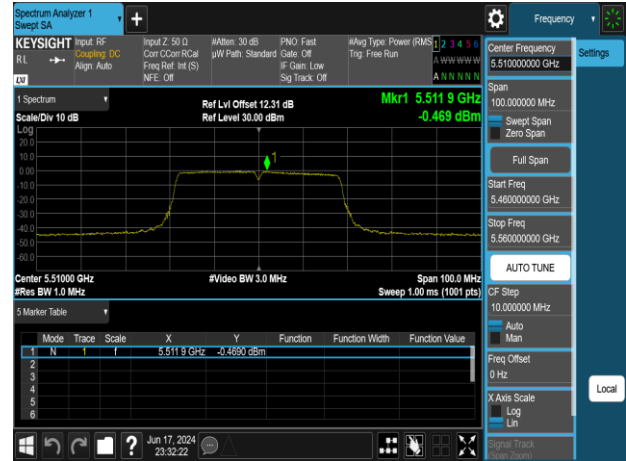 Spectrum Analyzer 1
Swept SA
+
Frequency
KEYSIGHT
RL
Input: RF
Coupling: DC
Align: Auto
Input Z: 50 Ω
Corr CCorr RCal
Freq Ref: Int (S)
NFE: Off
#Atten: 30 dB
µW Path: Standard
PNO: Fast
Gate: Off
IF Gain: Low
Sig Track: Off
#Avg Type: Power (RMS)
Trig: Free Run
1 2 3 4 5 6
A W W W W W
A N N N N N
LXI
1 Spectrum
Scale/Div 10 dB
Ref Lvl Offset 12.31 dB
Ref Level 30.00 dBm
Mkr1 5.511 9 GHz
-0.469 dBm
Log
20.0
10.0
0.00
-10.0
-20.0
-30.0
-40.0
-50.0
-60.0
1
Center 5.51000 GHz
#Res BW 1.0 MHz
#Video BW 3.0 MHz
Span 100.0 MHz
Sweep 1.00 ms (1001 pts)
5 Marker Table
Mode Trace Scale X Y Function Function Width Function Value
1 N 1 f 5.511 9 GHz -0.4690 dBm
2
3
4
5
6
Jun 17, 2024
23:32:22
?
Center Frequency
5.510000000 GHz
Settings
Span
100.000000 MHz
Swept Span
Zero Span
Full Span
Start Freq
5.460000000 GHz
Stop Freq
5.560000000 GHz
AUTO TUNE
CF Step
10.000000 MHz
Auto
Man
Freq Offset
0 Hz
X Axis Scale
Log
Lin
Local
Signal Track
(Span Zoom)